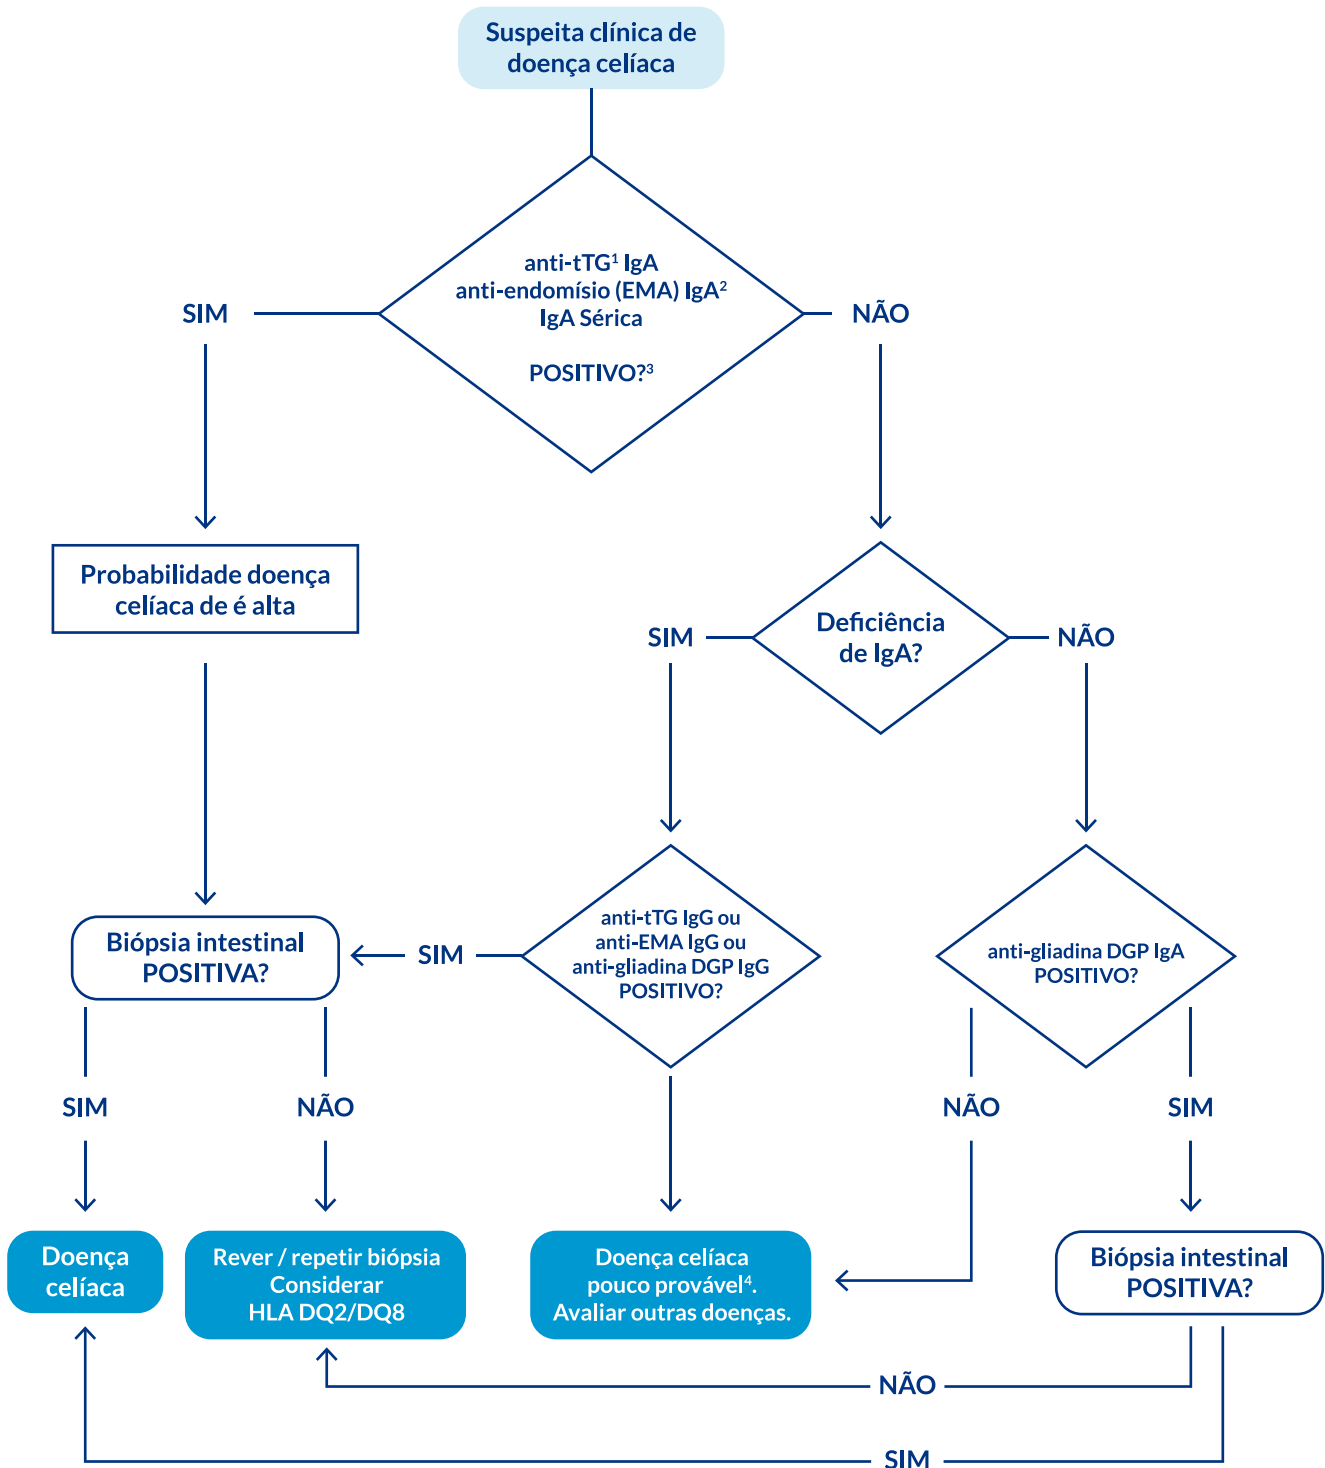 Suspeita clínica de
doença celíaca
anti-tTG¹ IgA
anti-endomísio (EMA) IgA²
IgA Sérica
POSITIVO?³
SIM
NÃO
Probabilidade doença
celíaca de é alta
Deficiência
de IgA?
SIM
NÃO
Biópsia intestinal
POSITIVA?
SIM
anti-tTG IgG ou
anti-EMA IgG ou
anti-gliadina DGP IgG
POSITIVO?
anti-gliadina DGP IgA
POSITIVO?
SIM
NÃO
NÃO
SIM
Doença
celíaca
Rever / repetir biópsia
Considerar
HLA DQ2/DQ8
Doença celíaca
pouco provável⁴.
Avaliar outras doenças.
Biópsia intestinal
POSITIVA?
NÃO
SIM